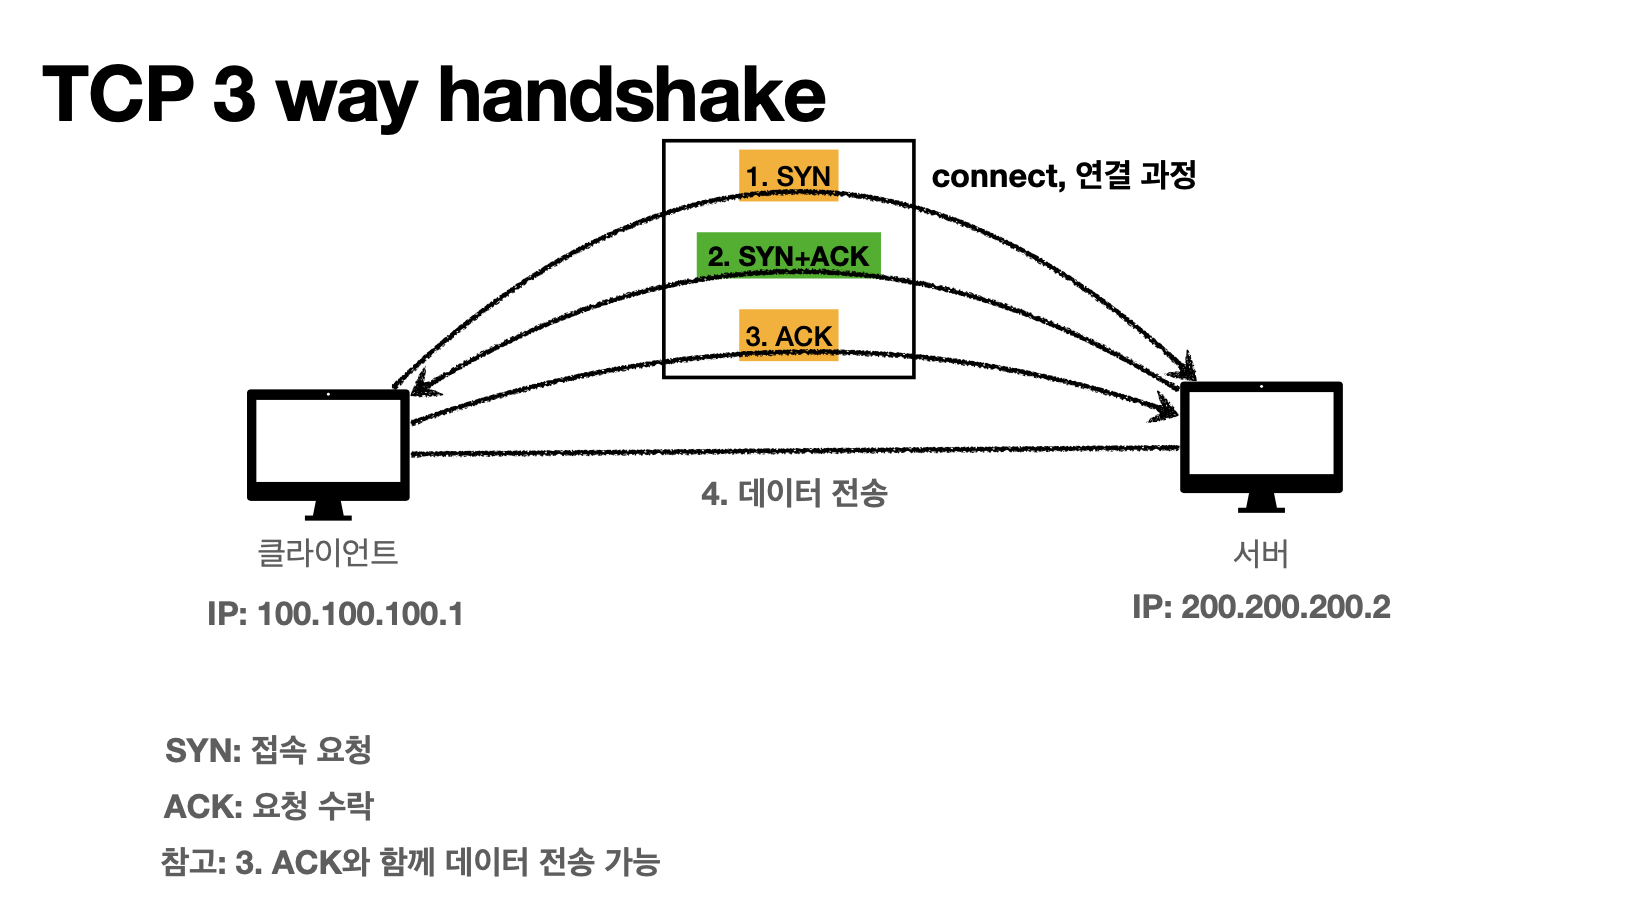 TCP 3 way handshake
1. SYN
connect, 연결 과정
2. SYN+ACK
3. ACK
4. 데이터 전송
클라이언트
서버
IP: 100.100.100.1
IP: 200.200.200.2
SYN: 접속 요청
ACK: 요청 수락
참고: 3. ACK와 함께 데이터 전송 가능